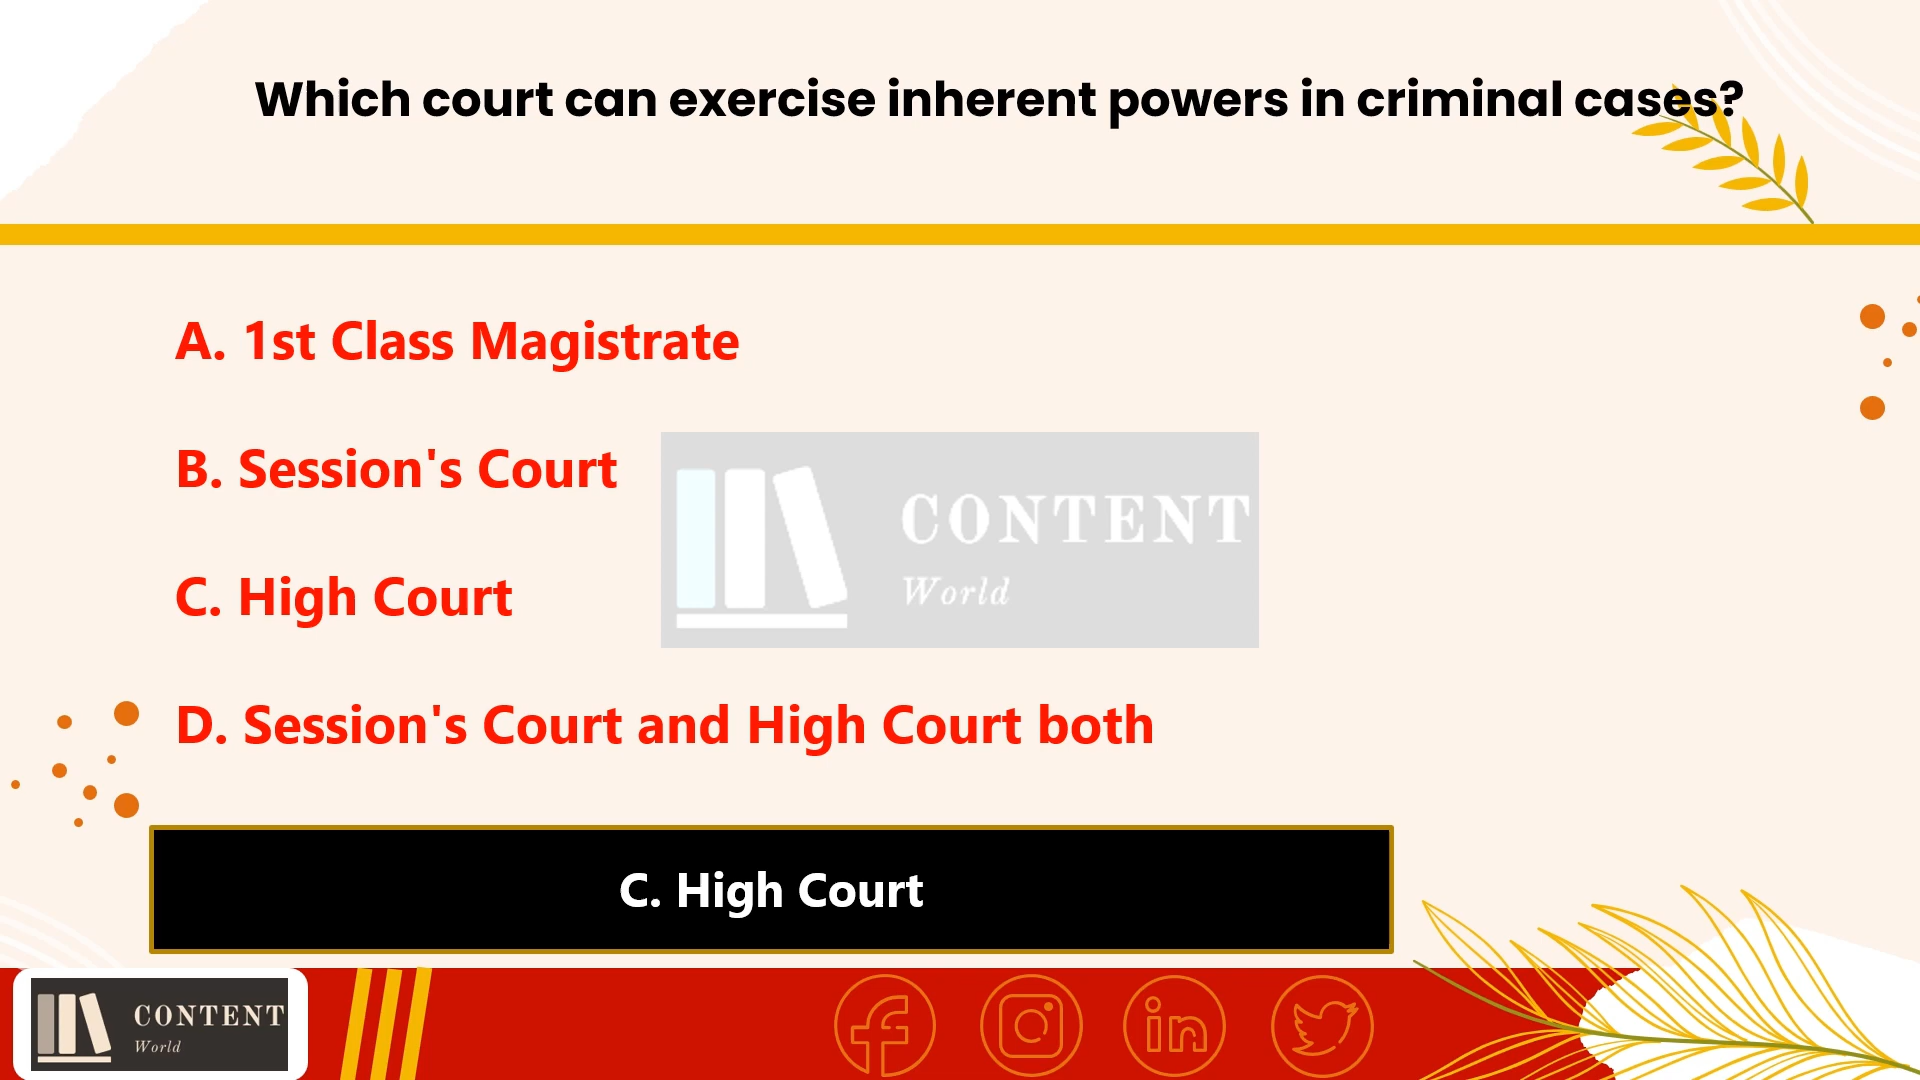 Which court can exercise inherent powers in criminal cases?
A. 1st Class Magistrate
B. Session's Court
C. High Court
D. Session's Court and High Court both
CONTENT
World
C. High Court
CONTENT
World